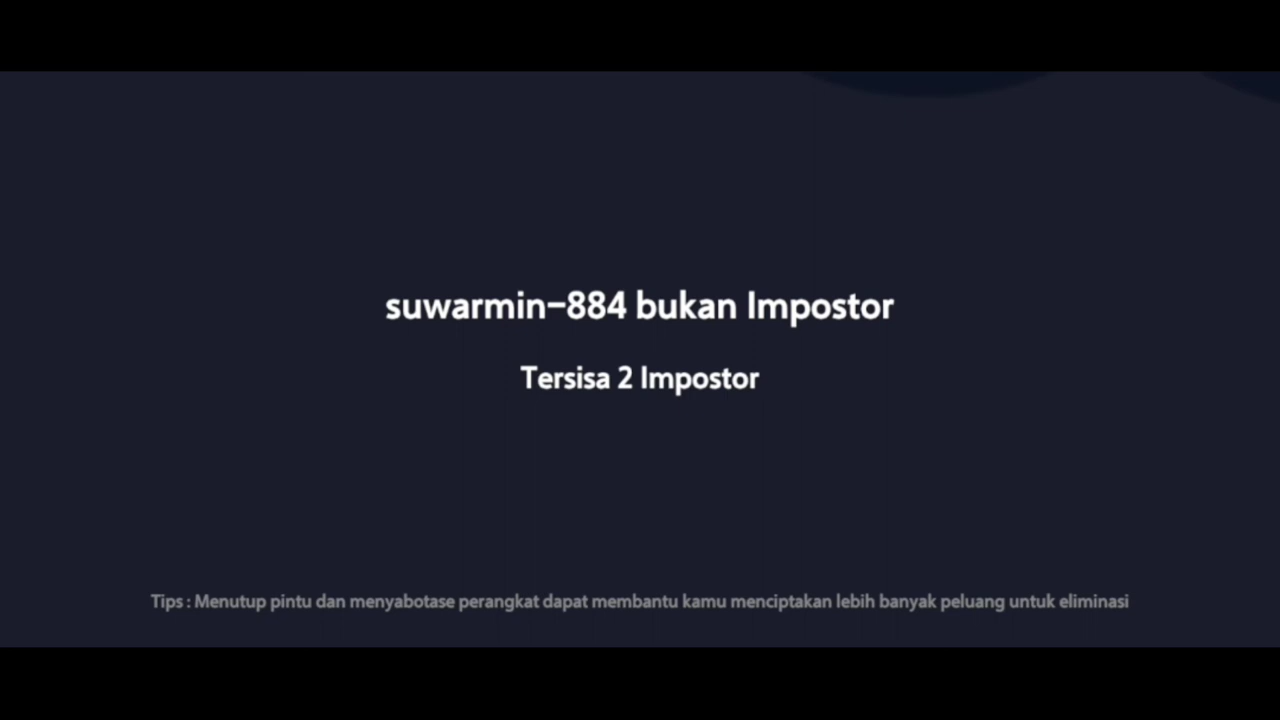 suwarmin-884 bukan Impostor
Tersisa 2 Impostor
Tips : Menutup pintu dan menyabotase perangkat dapat membantu kamu menciptakan lebih banyak peluang untuk eliminasi